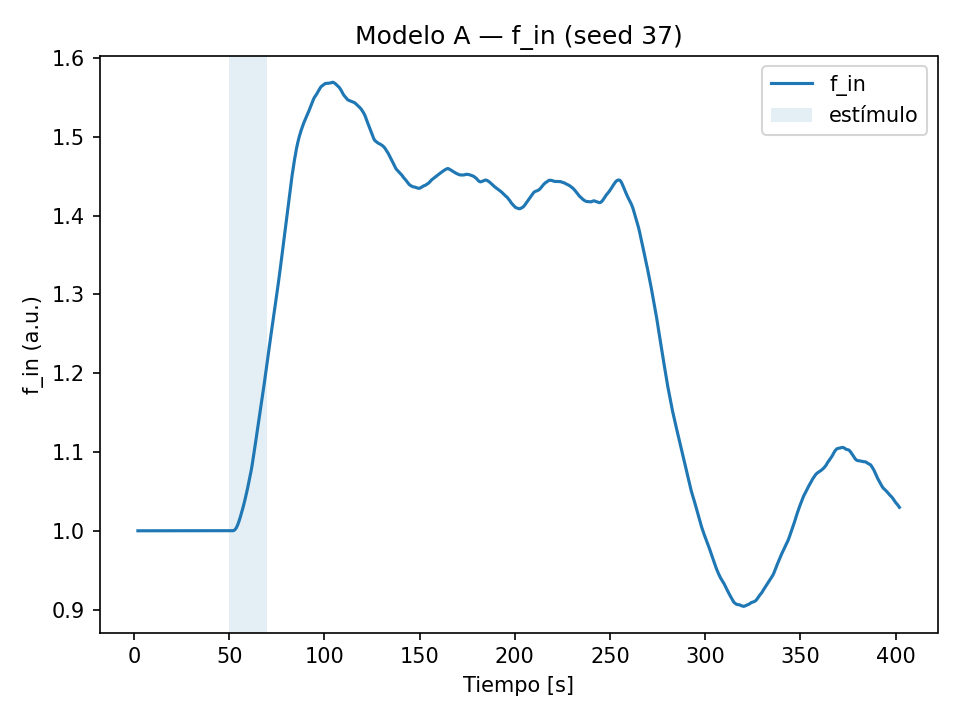 Modelo A — f_in (seed 37)
f_in
estímulo
1.6
1.5
1.4
1.3
1.2
1.1
1.0
0.9
f_in (a.u.)
0 50 100 150 200 250 300 350 400
Tiempo [s]